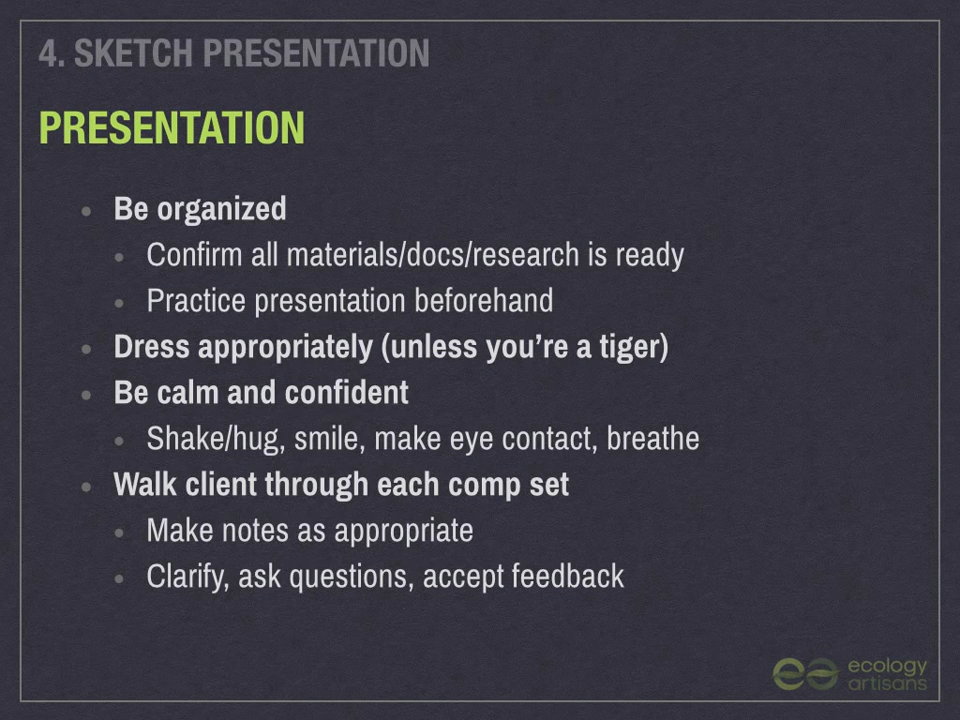 4. SKETCH PRESENTATION
PRESENTATION
• Be organized
• Confirm all materials/docs/research is ready
• Practice presentation beforehand
• Dress appropriately (unless you’re a tiger)
• Be calm and confident
• Shake/hug, smile, make eye contact, breathe
• Walk client through each comp set
• Make notes as appropriate
• Clarify, ask questions, accept feedback
ecology
artisans